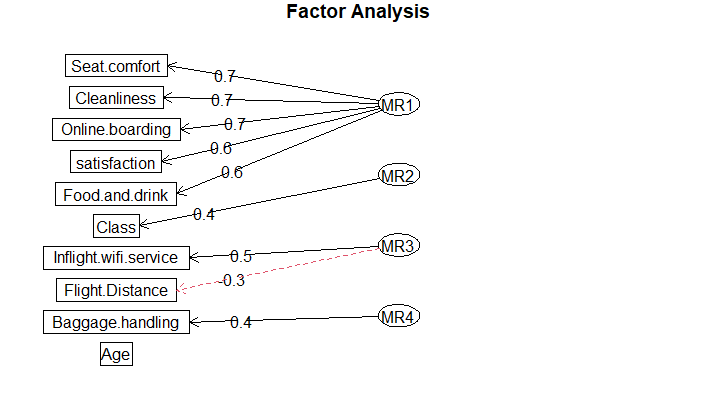 Factor Analysis
Seat.comfort
0.7
Cleanliness
0.7
MR1
Online.boarding
0.7
satisfaction
0.6
Food.and.drink
0.6
MR2
Class
0.4
Inflight.wifi.service
0.5
MR3
Flight.Distance
-0.3
Baggage.handling
0.4
MR4
Age